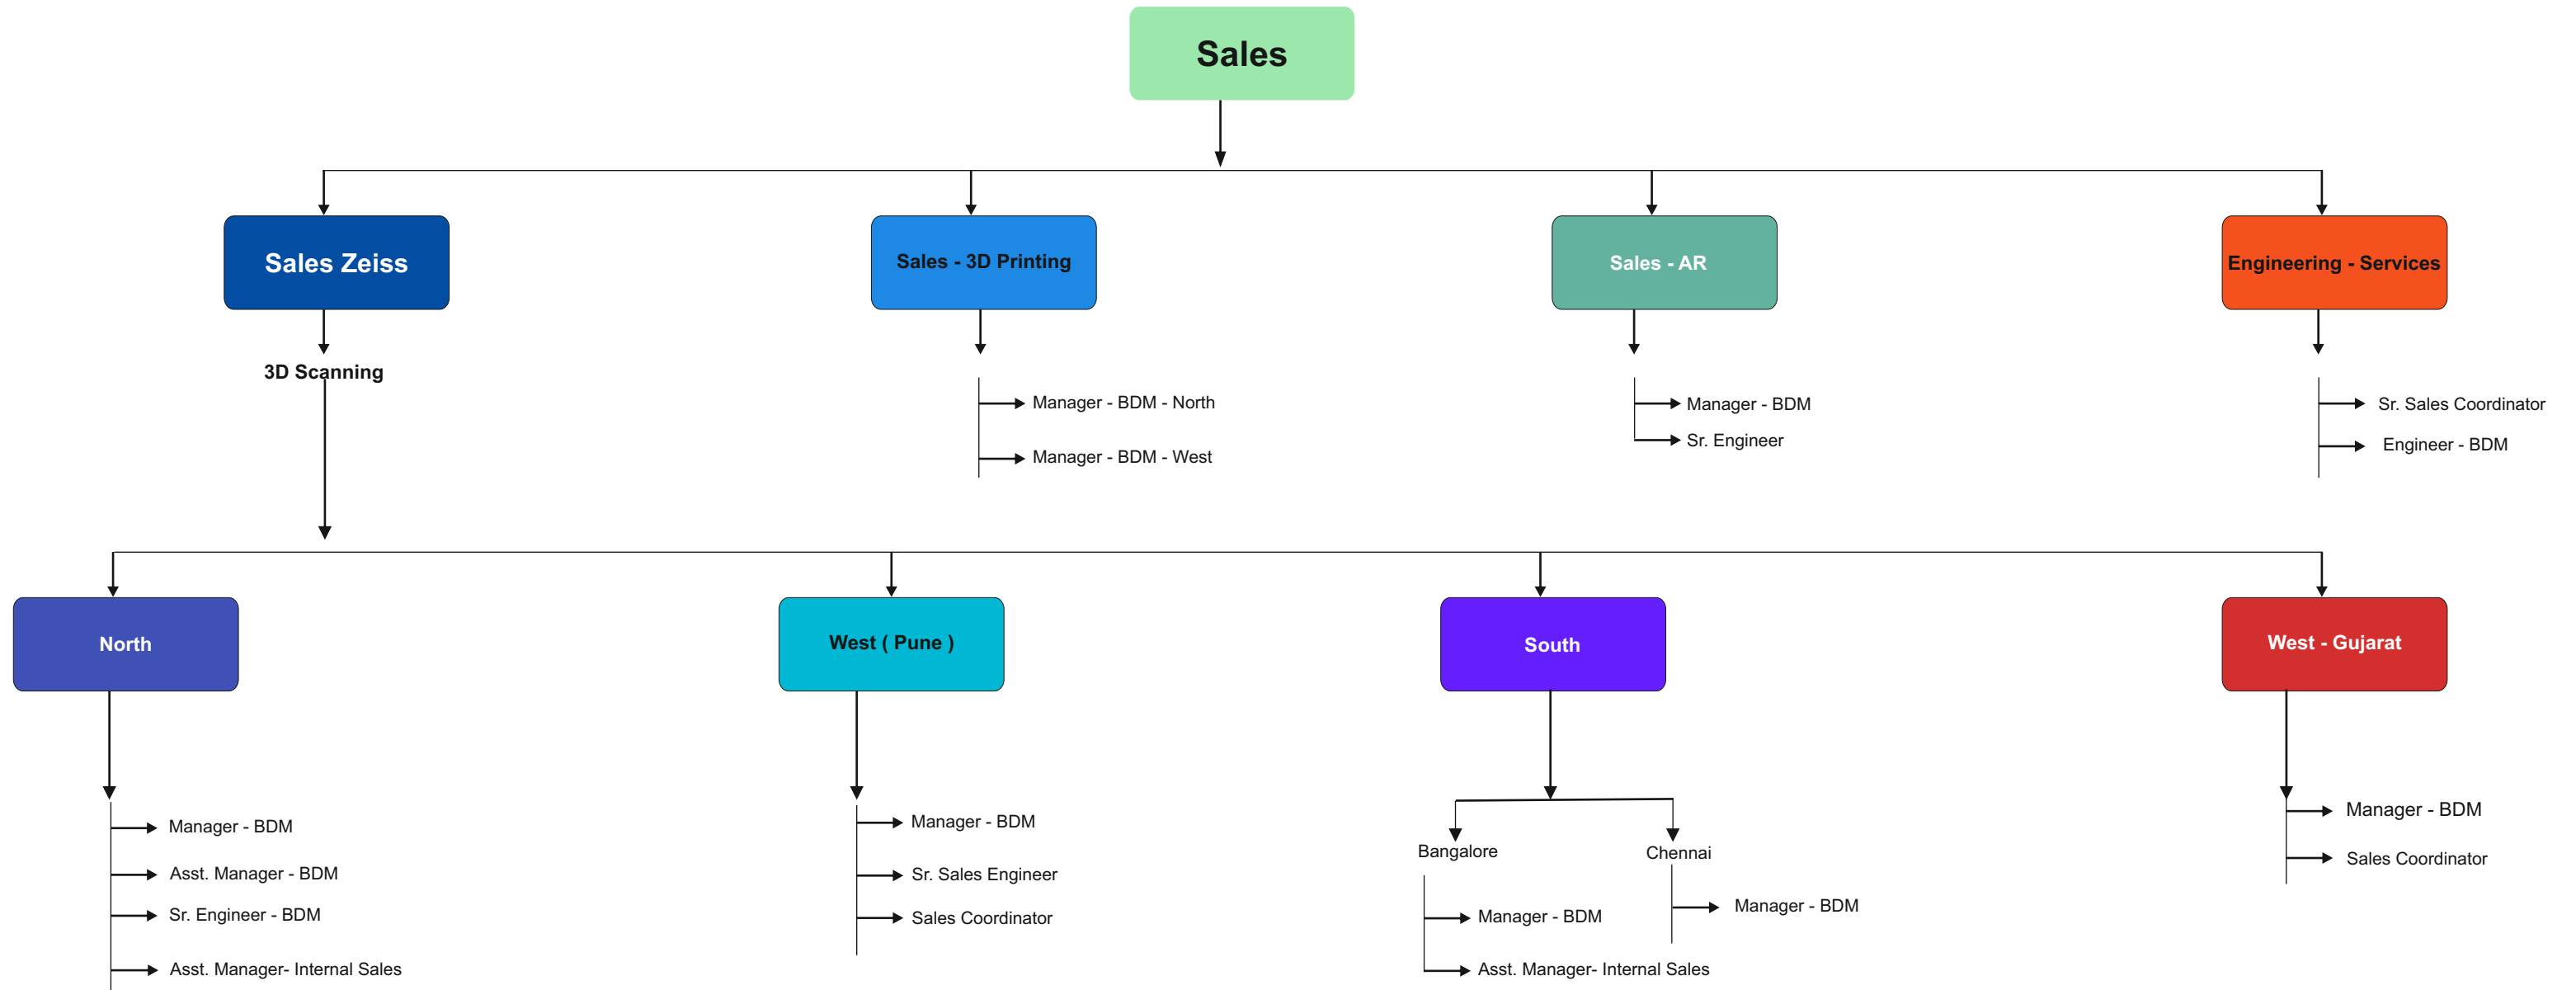 Sales
Sales Zeiss
Sales - 3D Printing
Sales - AR
Engineering - Services
3D Scanning
Manager - BDM - North
Manager - BDM - West
Manager - BDM
Sr. Engineer
Sr. Sales Coordinator
Engineer - BDM
North
West ( Pune )
South
West - Gujarat
Manager - BDM
Asst. Manager - BDM
Sr. Engineer - BDM
Asst. Manager- Internal Sales
Manager - BDM
Sr. Sales Engineer
Sales Coordinator
Bangalore
Manager - BDM
Asst. Manager- Internal Sales
Chennai
Manager - BDM
Manager - BDM
Sales Coordinator